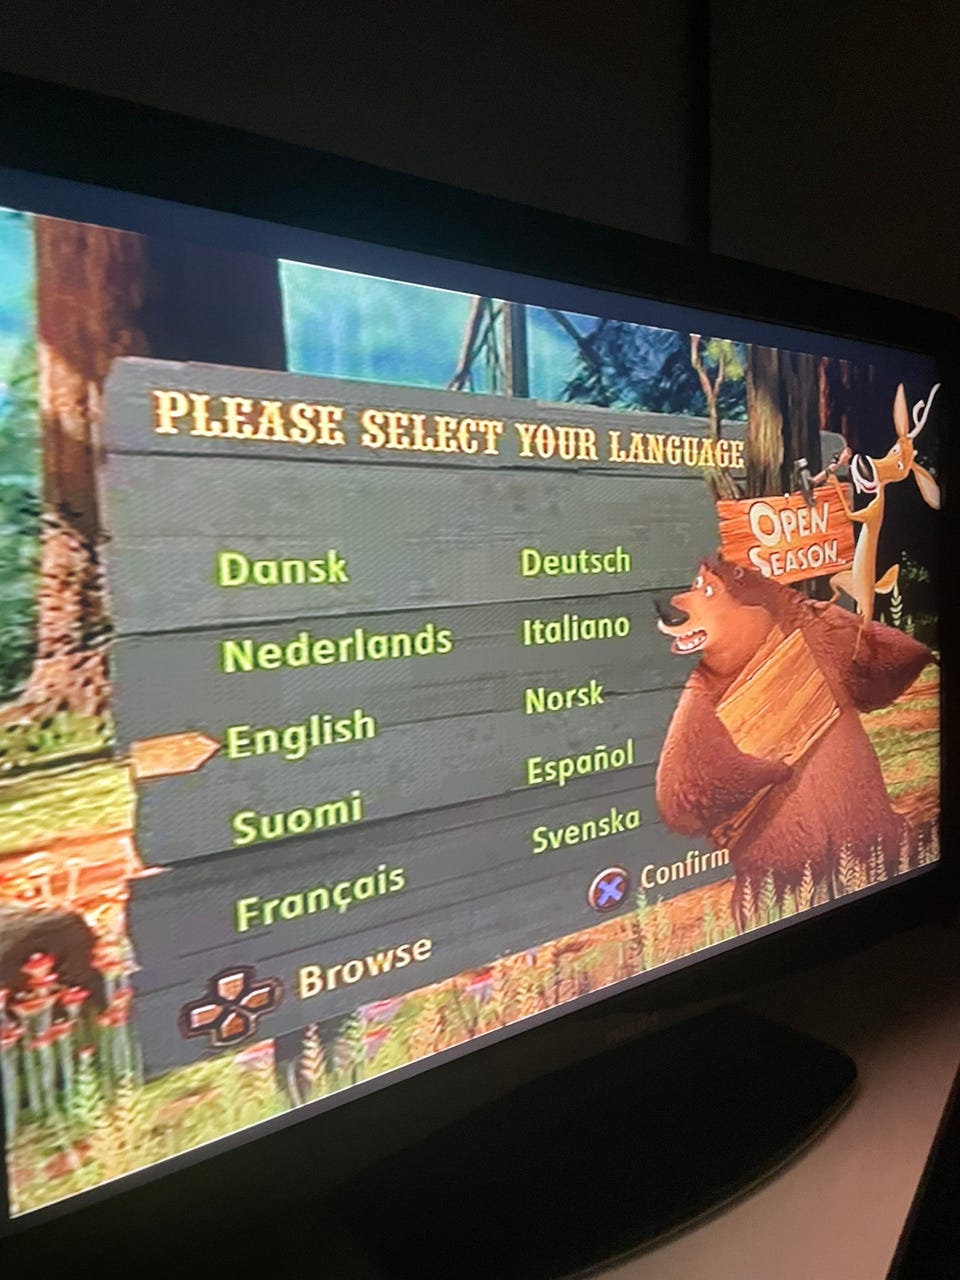 PLEASE SELECT YOUR LANGUAGE
OPEN
SEASON
Dansk
Deutsch
Nederlands
Italiano
English
Norsk
Suomi
Español
Français
Svenska
Browse
Confirm